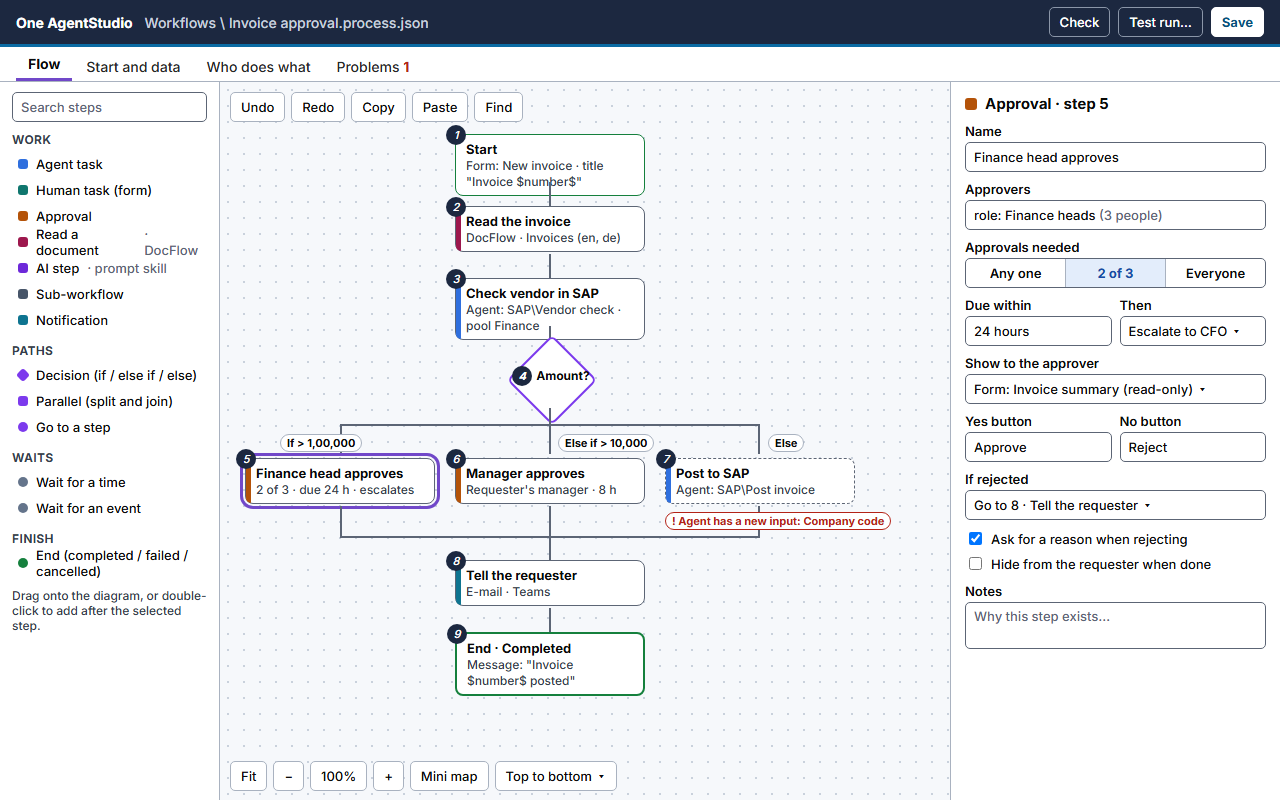 One AgentStudio Workflows \ Invoice approval.process.json
Check Test run... Save
Flow Start and data Who does what Problems 1
Search steps
WORK
Agent task
Human task (form)
Approval
Read a document · DocFlow
AI step · prompt skill
Sub-workflow
Notification
PATHS
Decision (if / else if / else)
Parallel (split and join)
Go to a step
WAITS
Wait for a time
Wait for an event
FINISH
End (completed / failed /
cancelled)
Drag onto the diagram, or double-
click to add after the selected
step.
Undo Redo Copy Paste Find
1
Start
Form: New invoice · title
"Invoice $number$"
2
Read the invoice
DocFlow · Invoices (en, de)
3
Check vendor in SAP
Agent: SAP\Vendor check ·
pool Finance
4 Amount?
If > 1,00,000 Else if > 10,000 Else
5
Finance head approves
2 of 3 · due 24 h · escalates
6
Manager approves
Requester's manager · 8 h
7
Post to SAP
Agent: SAP\Post invoice
! Agent has a new input: Company code
8
Tell the requester
E-mail · Teams
9
End · Completed
Message: "Invoice
$number$ posted"
Fit − 100% + Mini map Top to bottom
Approval · step 5
Name
Finance head approves
Approvers
role: Finance heads (3 people)
Approvals needed
Any one 2 of 3 Everyone
Due within Then
24 hours Escalate to CFO
Show to the approver
Form: Invoice summary (read-only)
Yes button No button
Approve Reject
If rejected
Go to 8 · Tell the requester
Ask for a reason when rejecting
Hide from the requester when done
Notes
Why this step exists...